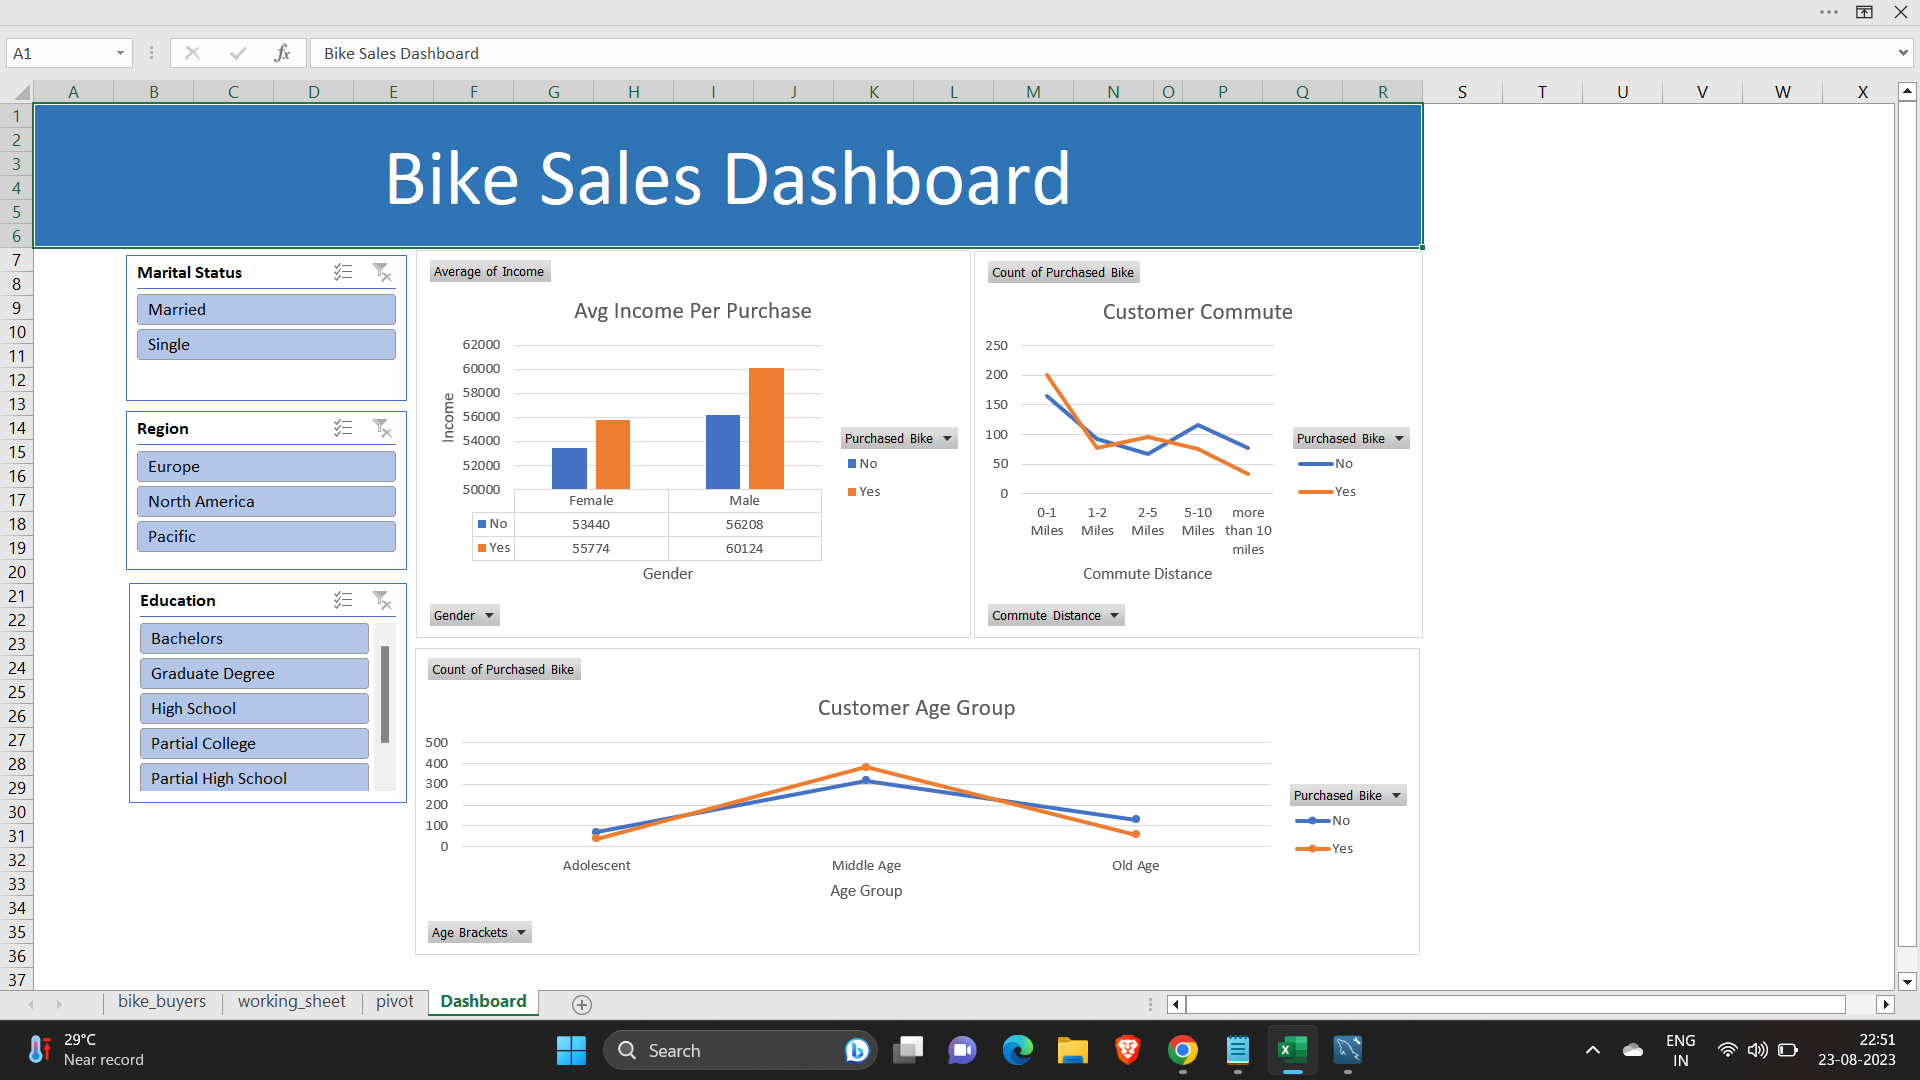 A1
fx
Bike Sales Dashboard
A B C D E F G H I J K L M N O P Q R S T U V W X
1
2
3
4
5
6
7
8
9
10
11
12
13
14
15
16
17
18
19
20
21
22
23
24
25
26
27
28
29
30
31
32
33
34
35
36
37
Bike Sales Dashboard
Marital Status
Married
Single
Region
Europe
North America
Pacific
Education
Bachelors
Graduate Degree
High School
Partial College
Partial High School
Average of Income
Avg Income Per Purchase
62000
60000
58000
56000
54000
52000
50000
Income
Female Male
No 53440 56208
Yes 55774 60124
Gender
Purchased Bike
No
Yes
Gender
Count of Purchased Bike
Customer Commute
250
200
150
100
50
0
0-1 Miles
1-2 Miles
2-5 Miles
5-10 Miles
more than 10 miles
Commute Distance
Purchased Bike
No
Yes
Commute Distance
Count of Purchased Bike
Customer Age Group
500
400
300
200
100
0
Adolescent Middle Age Old Age
Age Group
Purchased Bike
No
Yes
Age Brackets
bike_buyers working_sheet pivot Dashboard
29°C
Near record
Search
ENG
IN
22:51
23-08-2023